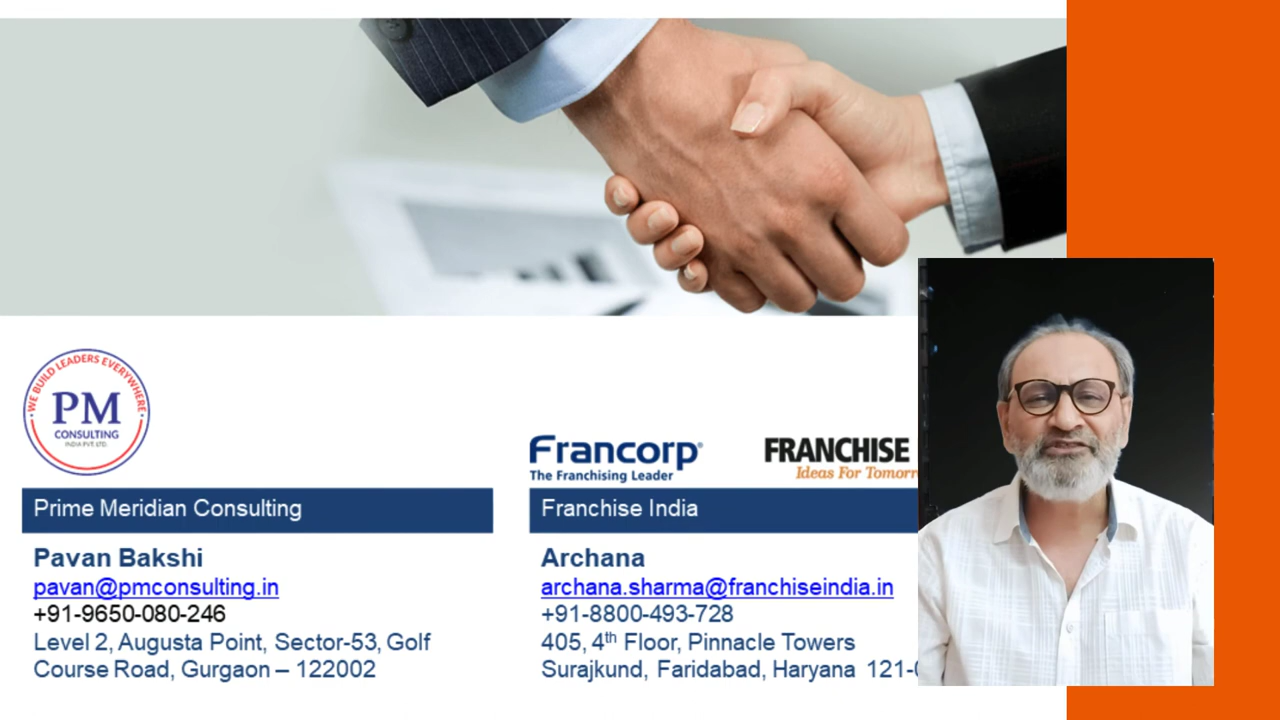 WE BUILD LEADERS EVERYWHERE
PM
CONSULTING
INDIA PVT. LTD.
Prime Meridian Consulting
Pavan Bakshi
pavan@pmconsulting.in
+91-9650-080-246
Level 2, Augusta Point, Sector-53, Golf
Course Road, Gurgaon – 122002
Francorp®
The Franchising Leader
FRANCHISE
Ideas For
Franchise India
Archana
archana.sharma@franchiseindia.in
+91-8800-493-728
405, 4th Floor, Pinnacle Towers
Surajkund, Faridabad, Haryana